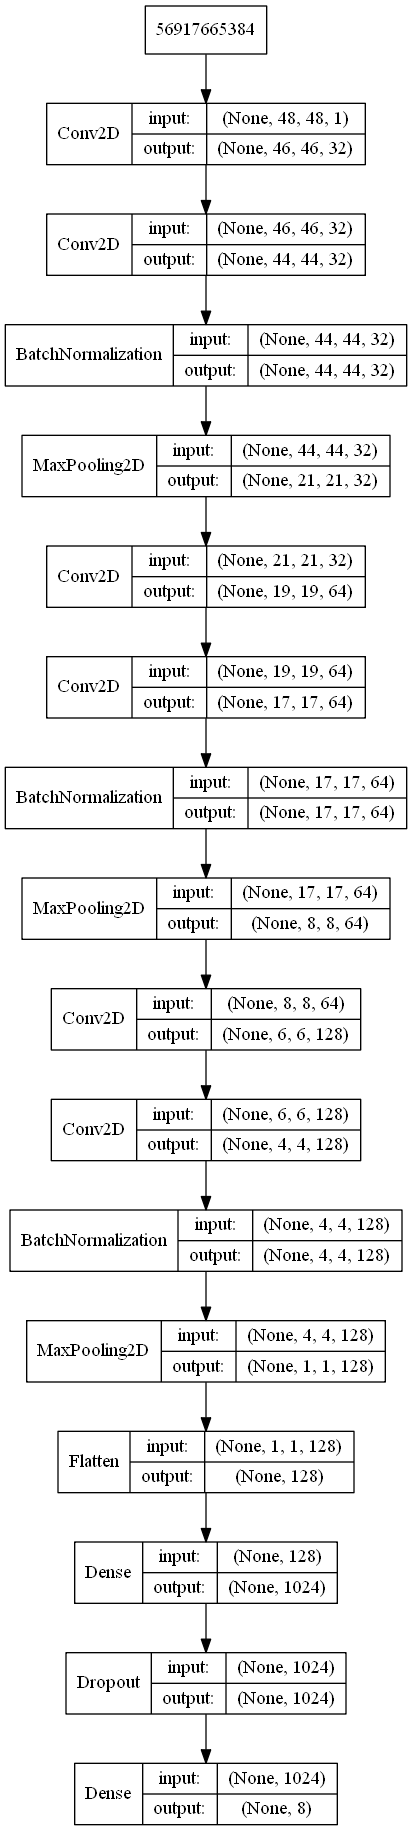 56917665384
Conv2D
input: (None, 48, 48, 1)
output: (None, 46, 46, 32)
Conv2D
input: (None, 46, 46, 32)
output: (None, 44, 44, 32)
BatchNormalization
input: (None, 44, 44, 32)
output: (None, 44, 44, 32)
MaxPooling2D
input: (None, 44, 44, 32)
output: (None, 21, 21, 32)
Conv2D
input: (None, 21, 21, 32)
output: (None, 19, 19, 64)
Conv2D
input: (None, 19, 19, 64)
output: (None, 17, 17, 64)
BatchNormalization
input: (None, 17, 17, 64)
output: (None, 17, 17, 64)
MaxPooling2D
input: (None, 17, 17, 64)
output: (None, 8, 8, 64)
Conv2D
input: (None, 8, 8, 64)
output: (None, 6, 6, 128)
Conv2D
input: (None, 6, 6, 128)
output: (None, 4, 4, 128)
BatchNormalization
input: (None, 4, 4, 128)
output: (None, 4, 4, 128)
MaxPooling2D
input: (None, 4, 4, 128)
output: (None, 1, 1, 128)
Flatten
input: (None, 1, 1, 128)
output: (None, 128)
Dense
input: (None, 128)
output: (None, 1024)
Dropout
input: (None, 1024)
output: (None, 1024)
Dense
input: (None, 1024)
output: (None, 8)